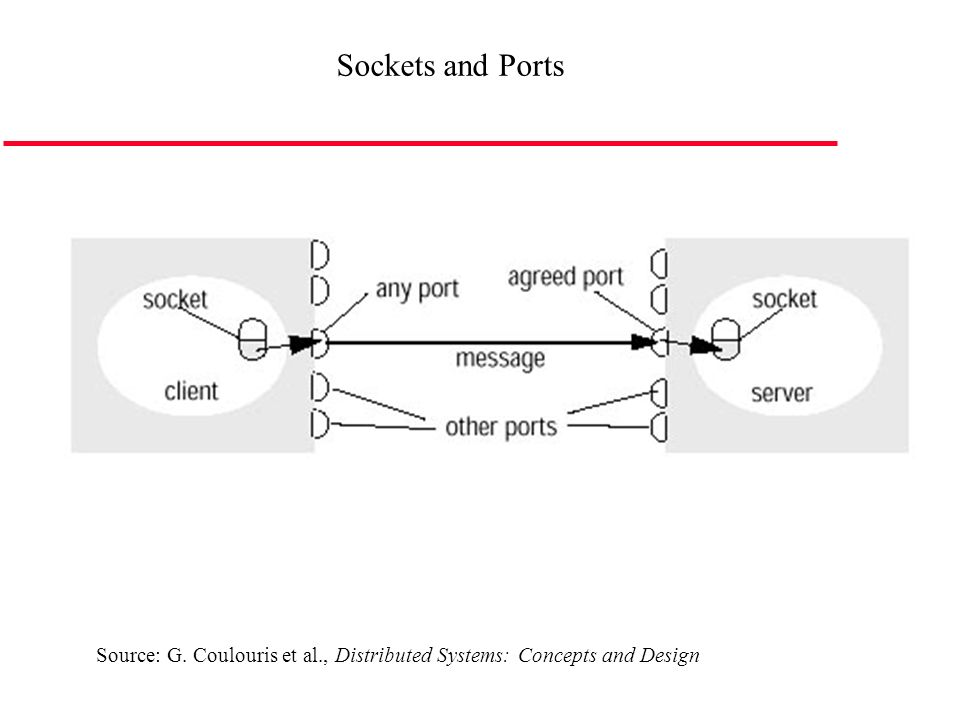 Sockets and Ports
agreed port
any port
socket
socket
message
client
server
other ports
Source: G. Coulouris et al., Distributed Systems: Concepts and Design